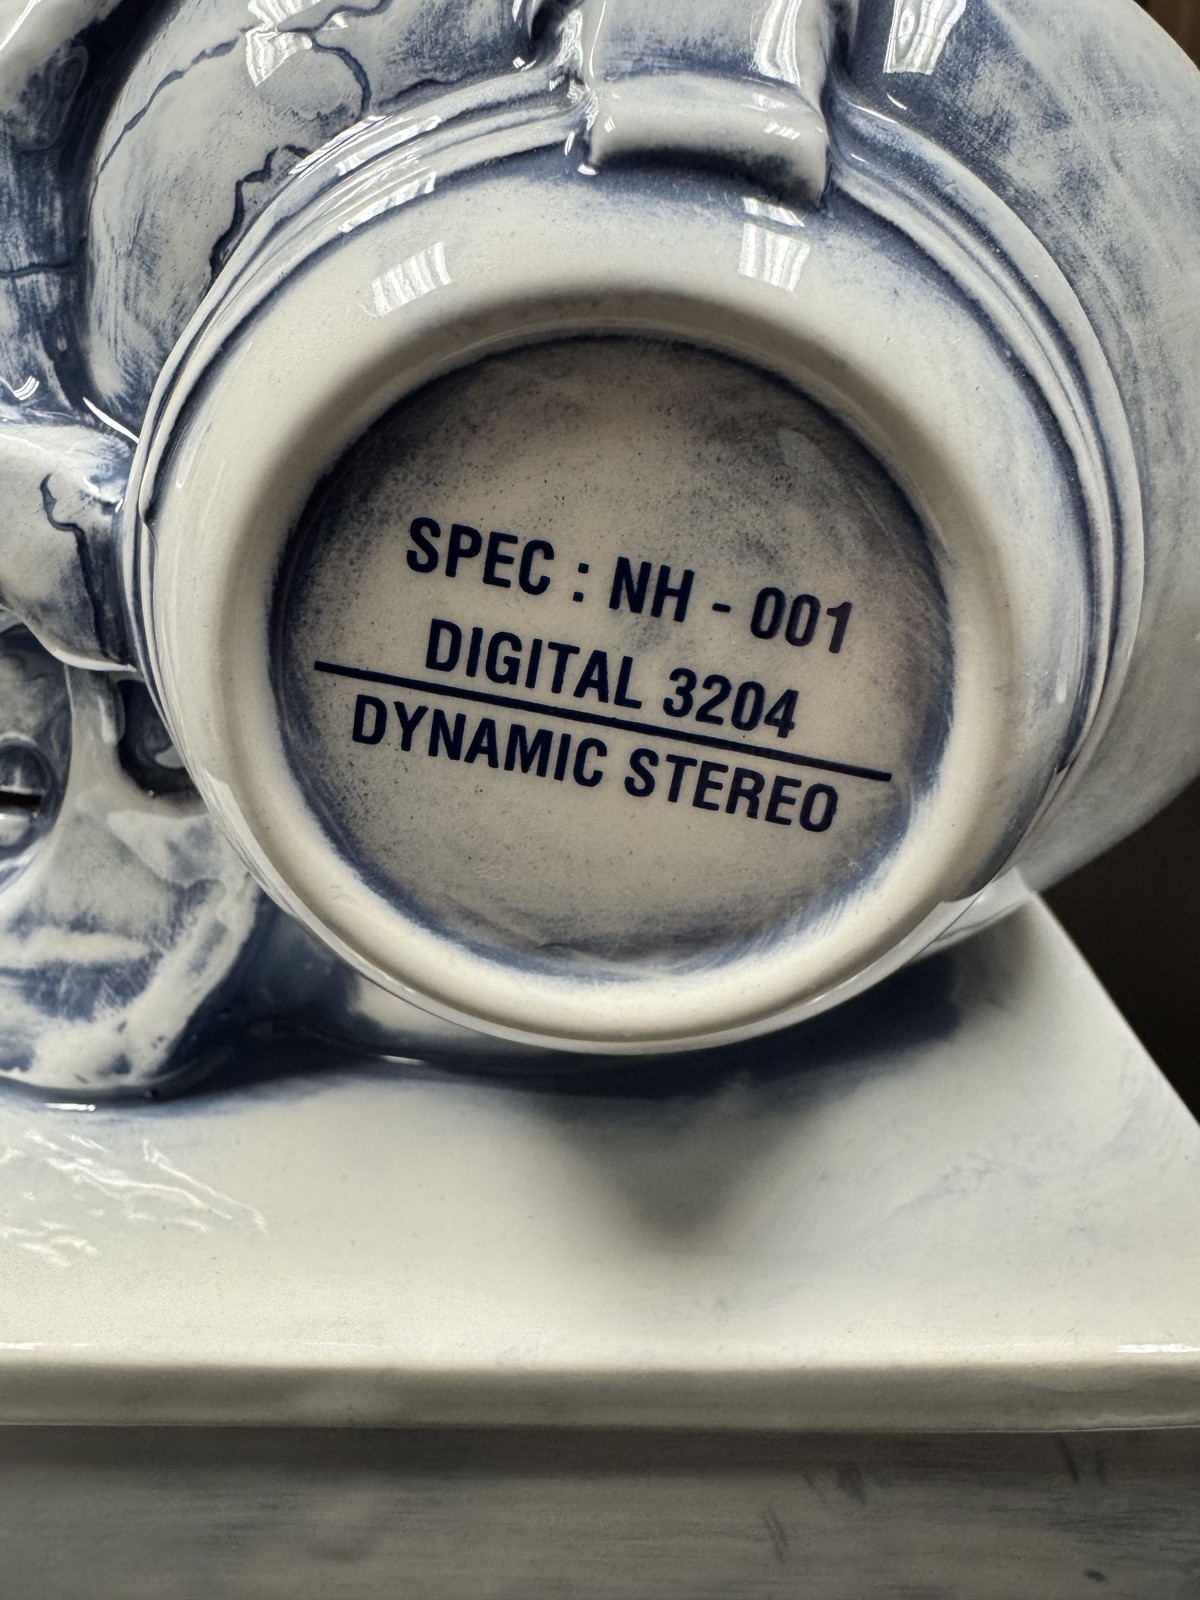 SPEC : NH - 001
DIGITAL 3204
DYNAMIC STEREO